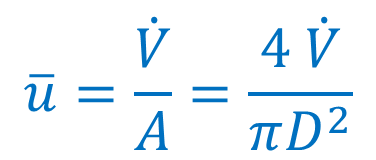 ū = V̇/A = 4 V̇/πD²